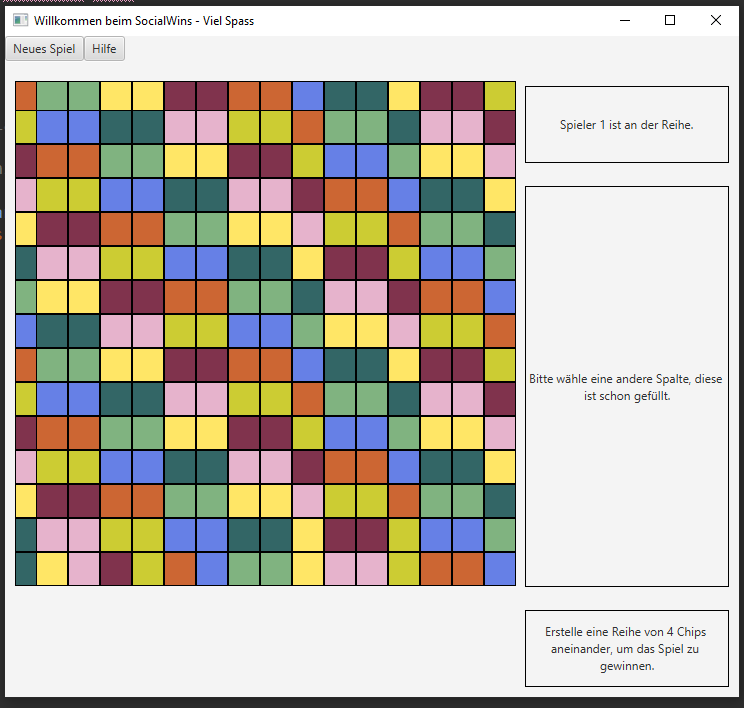 Willkommen beim SocialWins - Viel Spass
Neues Spiel
Hilfe
Spieler 1 ist an der Reihe.
Bitte wähle eine andere Spalte, diese
ist schon gefüllt.
Erstelle eine Reihe von 4 Chips
aneinander, um das Spiel zu
gewinnen.